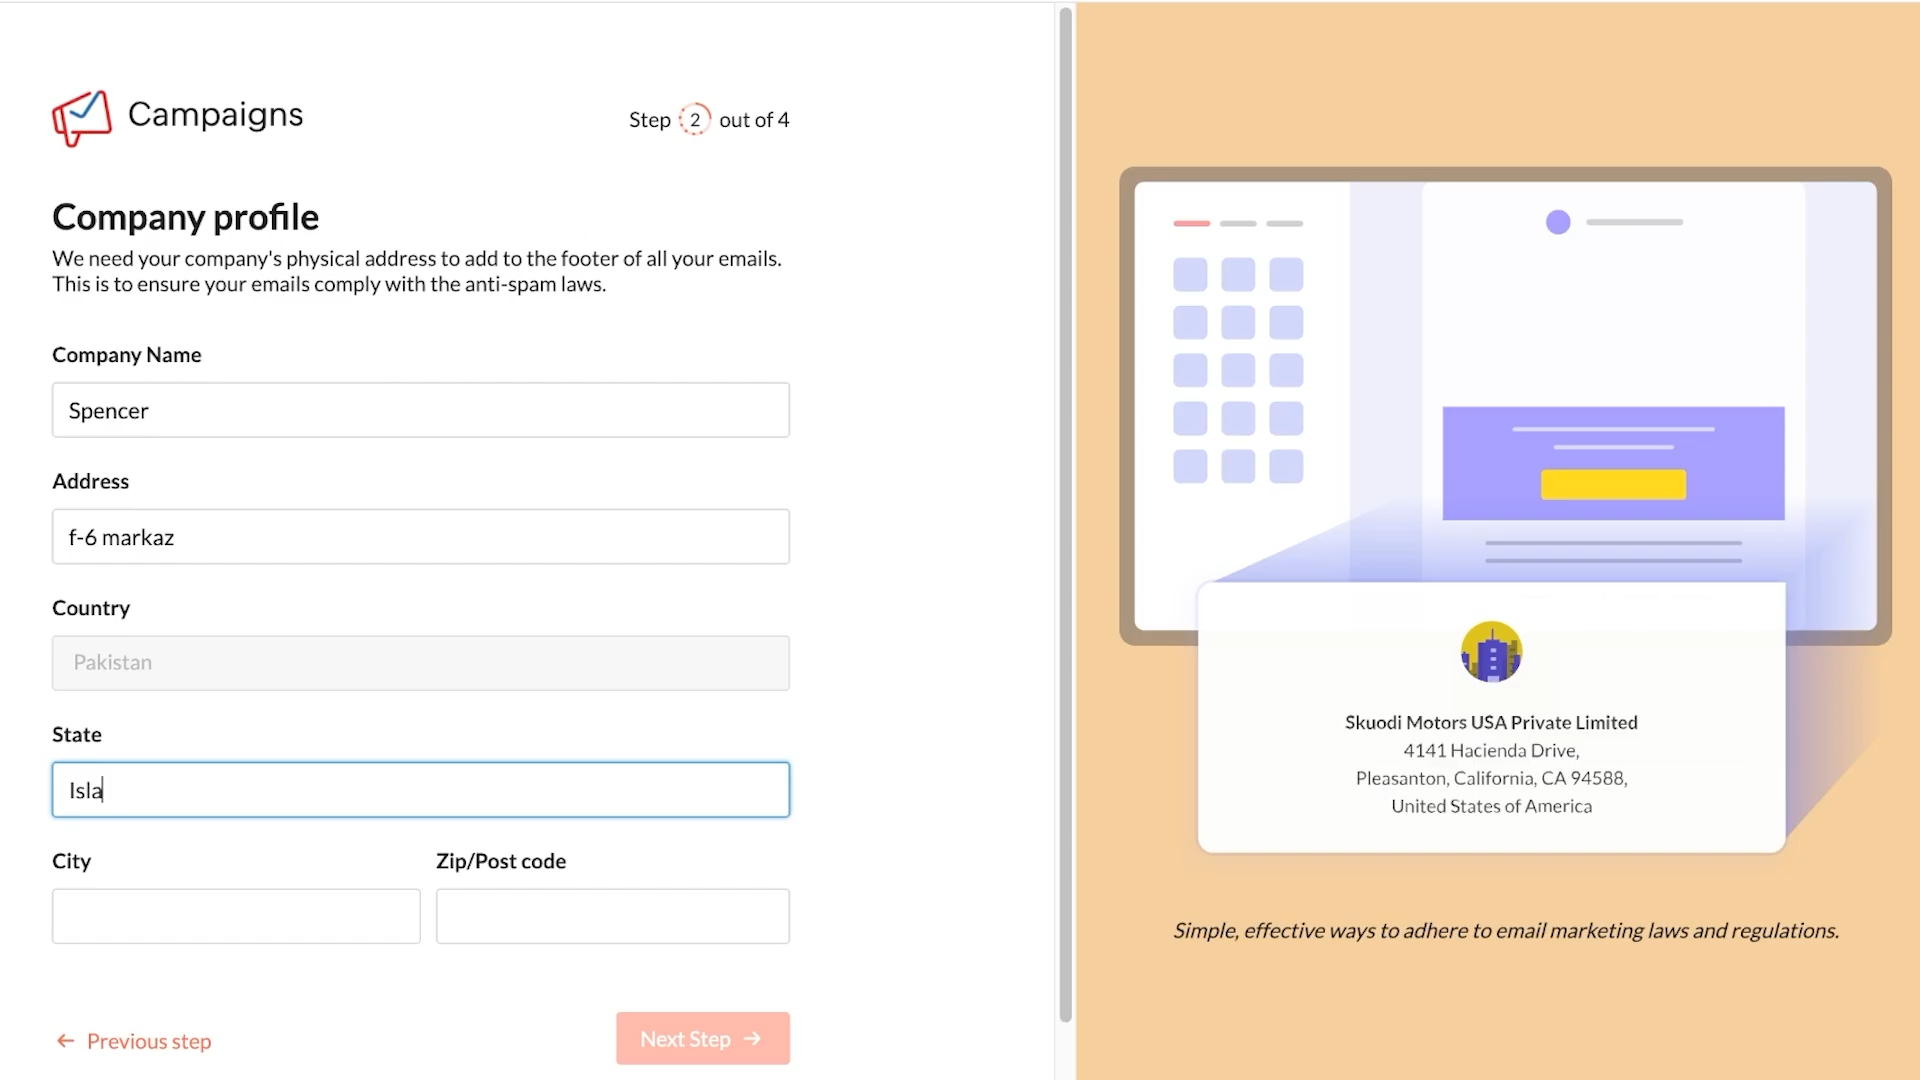 Campaigns
Step 2 out of 4
Company profile
We need your company's physical address to add to the footer of all your emails.
This is to ensure your emails comply with the anti-spam laws.
Company Name
Spencer
Address
f-6 markaz
Country
Pakistan
State
Isla
City Zip/Post code
← Previous step
Next Step →
Skuodi Motors USA Private Limited
4141 Hacienda Drive,
Pleasanton, California, CA 94588,
United States of America
Simple, effective ways to adhere to email marketing laws and regulations.